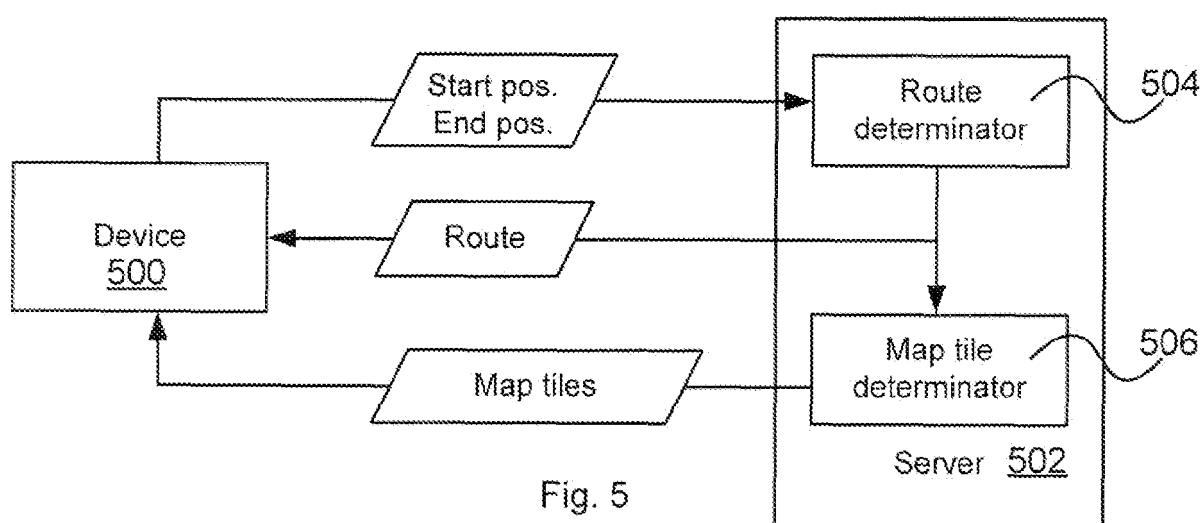 Start pos.
End pos.
Route
determinator
504
Device
500
Route
Map tiles
Map tile
determinator
506
Server 502
Fig. 5